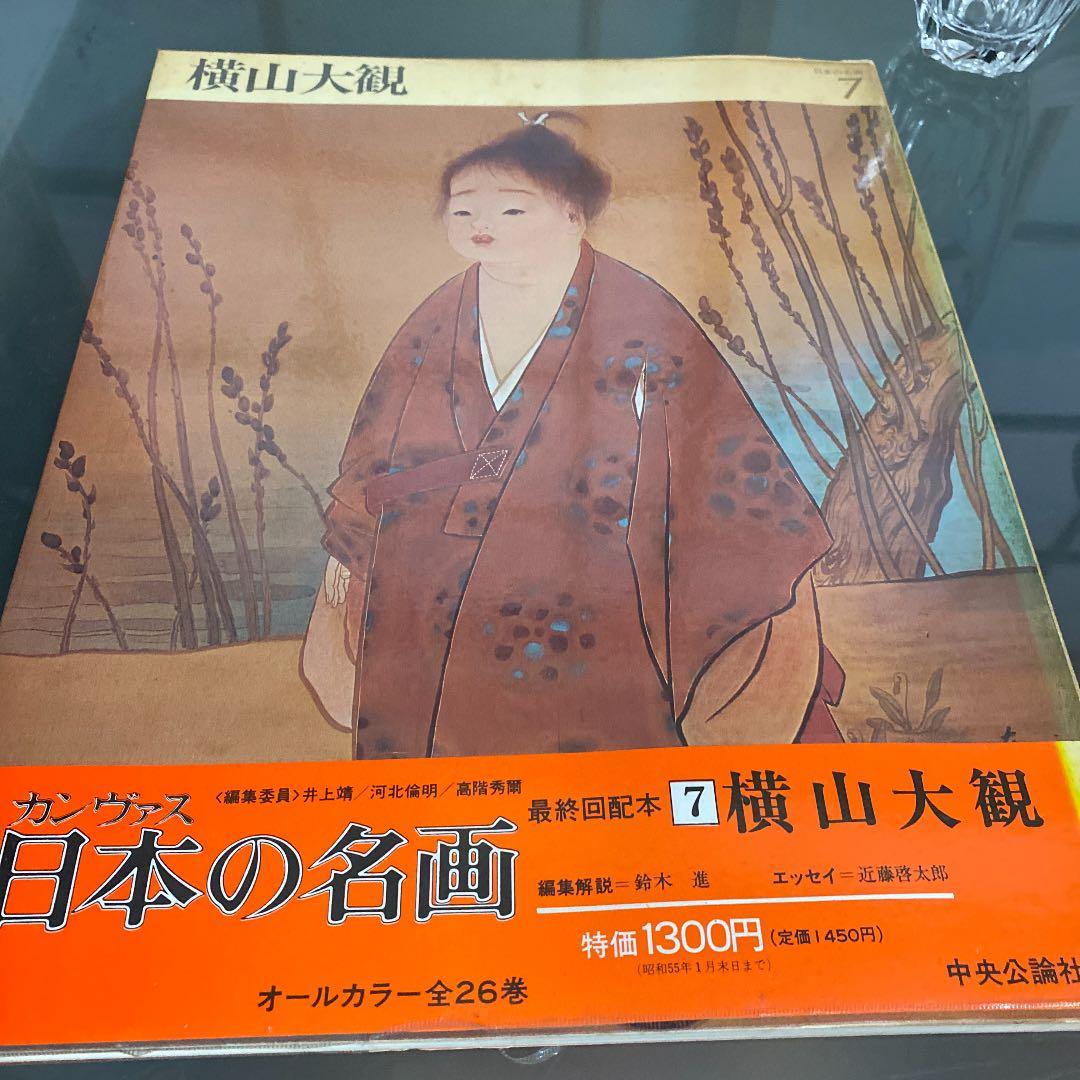 横山大観
日本の名画
7
カンヴァス
日本の名画
〈編集委員〉井上靖／河北倫明／高階秀爾
最終回配本 7 横山大観
編集解説＝鈴木 進 エッセイ＝近藤啓太郎
特価1300円(定価1450円)
(昭和55年1月末日まで)
オールカラー全26巻
中央公論社